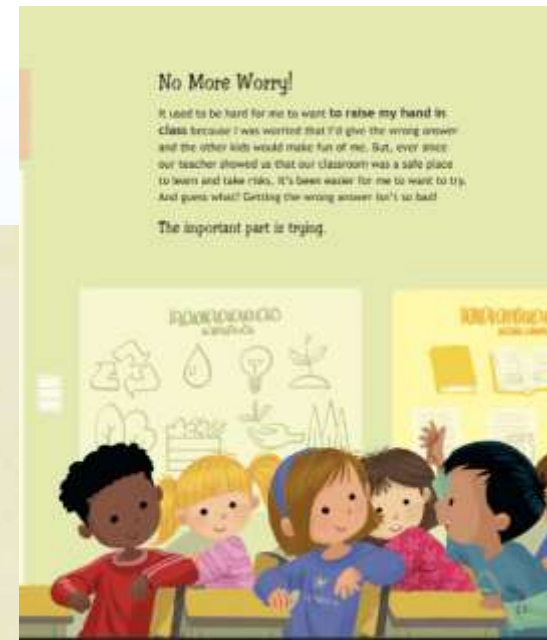 No More Worry!
It used to be hard for me to want to raise my hand in
class because I was worried that I'd give the wrong answer
and the other kids would make fun of me. But, ever since
our teacher showed us that our classroom was a safe place
to learn and take risks, it's been easier for me to want to try.
And guess what? Getting the wrong answer isn't so bad!
The important part is trying.